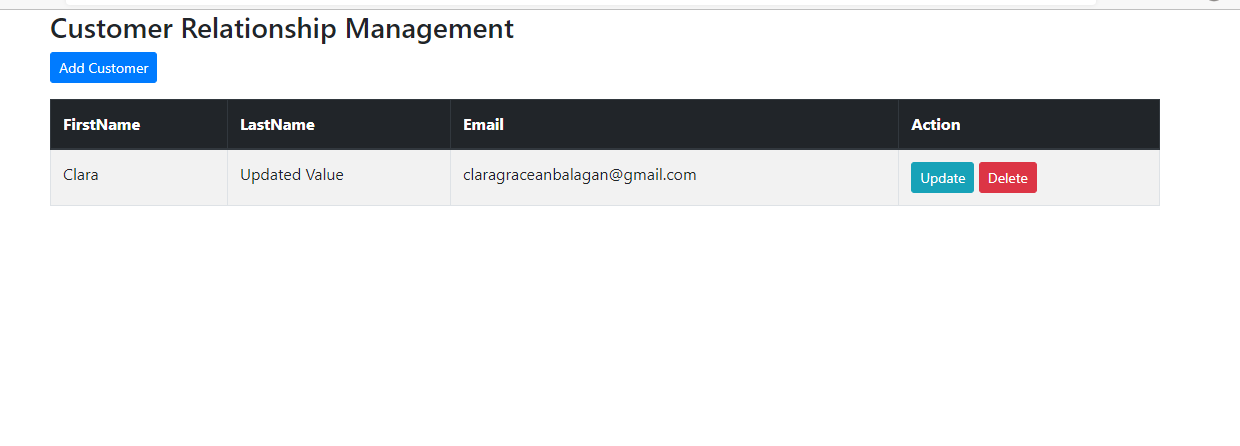 Customer Relationship Management
Add Customer
FirstName LastName Email Action
Clara Updated Value claragraceanbalagan@gmail.com Update Delete